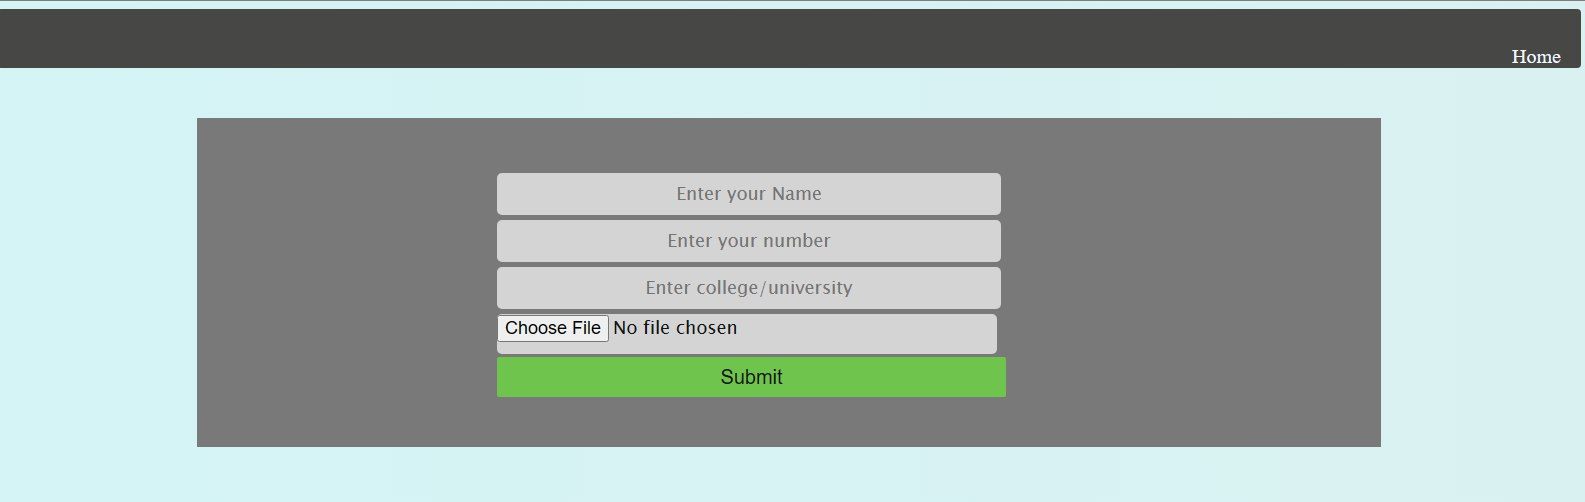 Home
Enter your Name
Enter your number
Enter college/university
Choose File No file chosen
Submit